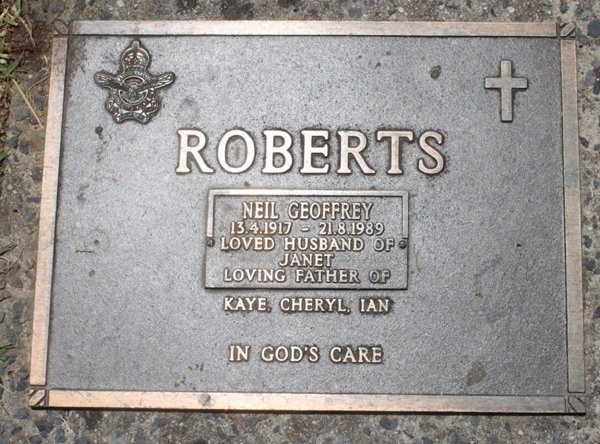 ROBERTS
NEIL GEOFFREY
13.4.1917 - 21.8.1989
LOVED HUSBAND OF
JANET
LOVING FATHER OF
KAYE, CHERYL, IAN
IN GOD'S CARE